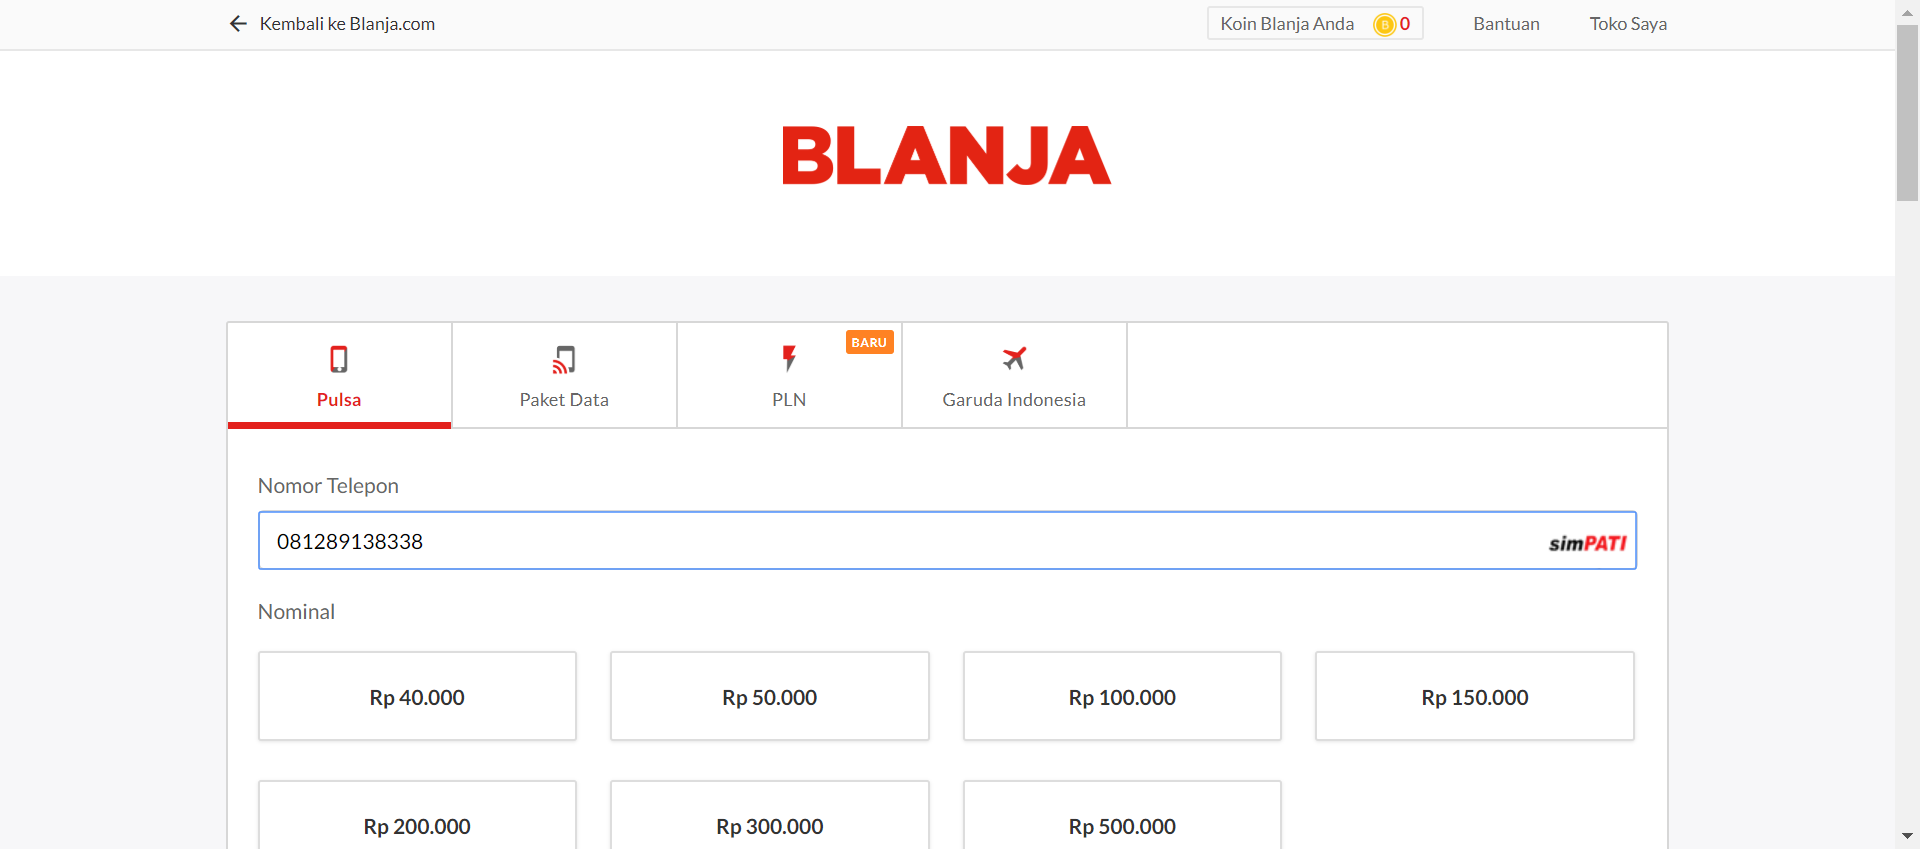 Kembali ke Blanja.com
Koin Blanja Anda B 0
Bantuan
Toko Saya
BLANJA
BARU
Pulsa
Paket Data
PLN
Garuda Indonesia
Nomor Telepon
081289138338
simPATI
Nominal
Rp 40.000
Rp 50.000
Rp 100.000
Rp 150.000
Rp 200.000
Rp 300.000
Rp 500.000